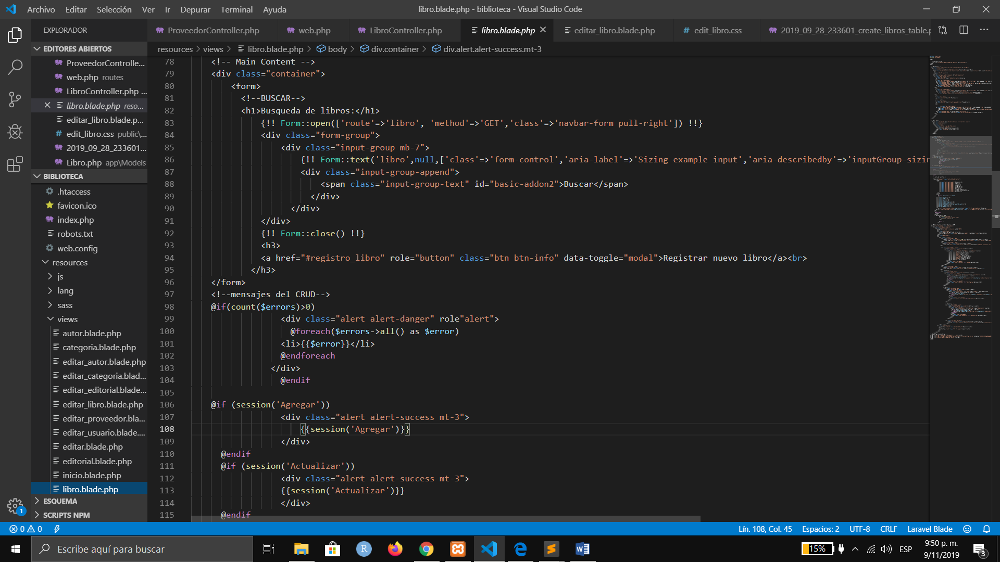 Archivo Editar Selección Ver Ir Depurar Terminal Ayuda
libro.blade.php - biblioteca - Visual Studio Code
EXPLORADOR
ProveedorController.php
web.php
LibroController.php
libro.blade.php
editar_libro.blade.php
edit_libro.css
2019_09_28_233601_create_libros_table.p
EDITORES ABIERTOS
ProveedorControlle...
web.php routes
LibroController.php ...
libro.blade.php reso...
editar_libro.blade.p...
edit_libro.css public\...
2019_09_28_233601...
Libro.php app\Models
BIBLIOTECA
.htaccess
favicon.ico
index.php
robots.txt
web.config
resources
js
lang
sass
views
autor.blade.php
categoria.blade.php
editar_autor.blade.php
editar_categoria.blad...
editar_editorial.blade...
editar_libro.blade.php
editar_proveedor.bla...
editar_usuario.blade....
editar.blade.php
editorial.blade.php
inicio.blade.php
libro.blade.php
ESQUEMA
SCRIPTS NPM
1
resources > views > libro.blade.php > body > div.container > div.alert.alert-success.mt-3
78 <!-- Main Content -->
79 <div class="container">
80 <form>
81 <!--BUSCAR-->
82 <h1>Busqueda de libros:</h1>
83 {!! Form::open(['route'=>'libro', 'method'=>'GET','class'=>'navbar-form pull-right']) !!}
84 <div class="form-group">
85 <div class="input-group mb-7">
86 {!! Form::text('libro',null,['class'=>'form-control','aria-label'=>'Sizing example input','aria-describedby'=>'inputGroup-sizin
87 <div class="input-group-append">
88 <span class="input-group-text" id="basic-addon2">Buscar</span>
89 </div>
90 </div>
91 </div>
92 {!! Form::close() !!}
93 <h3>
94 <a href="#registro_libro" role="button" class="btn btn-info" data-toggle="modal">Registrar nuevo libro</a><br>
95 </h3>
96 </form>
97 <!--mensajes del CRUD-->
98 @if(count($errors)>0)
99 <div class="alert alert-danger" role"alert">
100 @foreach($errors->all() as $error)
101 <li>{{$error}}</li>
102 @endforeach
103 </div>
104 @endif
105
106 @if (session('Agregar'))
107 <div class="alert alert-success mt-3">
108 {{session('Agregar')}}
109 </div>
110 @endif
111 @if (session('Actualizar'))
112 <div class="alert alert-success mt-3">
113 {{session('Actualizar')}}
114 </div>
115 @endif
0 0
Lín. 108, Col. 45 Espacios: 2 UTF-8 CRLF Laravel Blade
Escribe aquí para buscar
15%
ESP
9:50 p. m.
9/11/2019
3